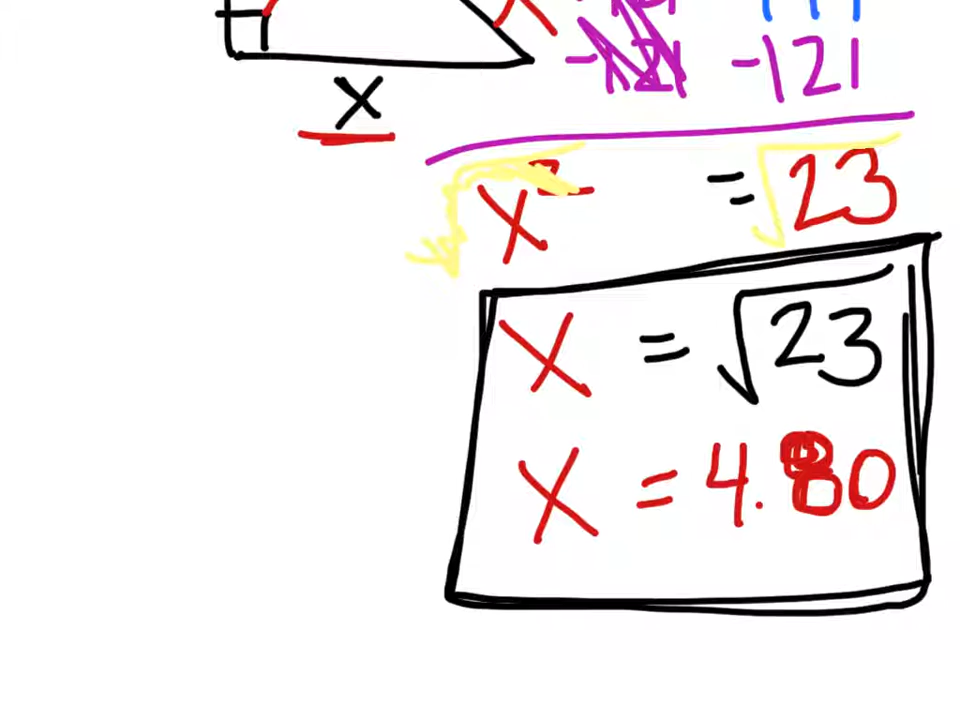 -121
x
x² = √23
x = √23
x = 4.80